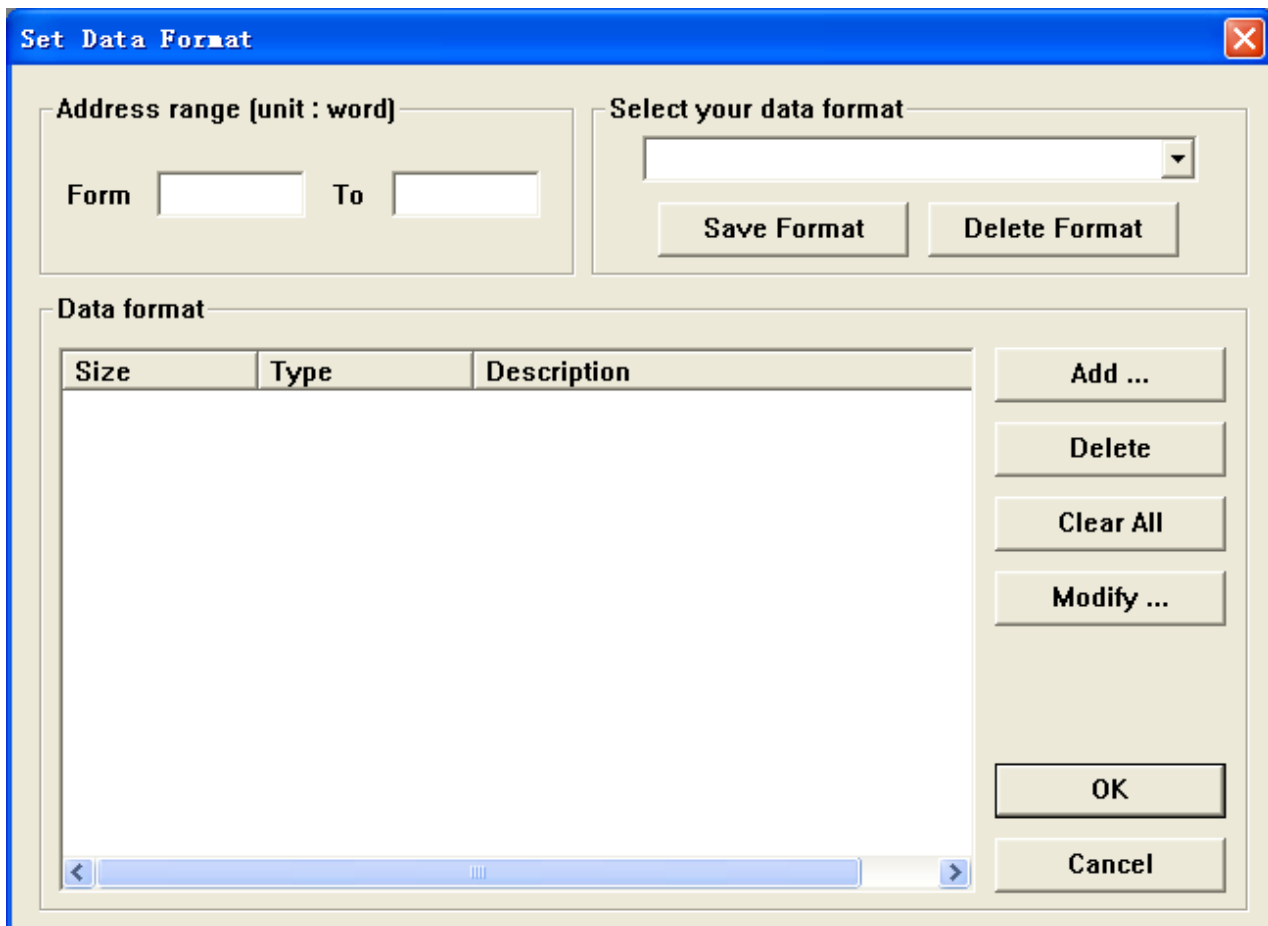 Set Data Format
Address range (unit : word)
Form To
Select your data format
Save Format Delete Format
Data format
Size Type Description
Add ...
Delete
Clear All
Modify ...
OK
Cancel